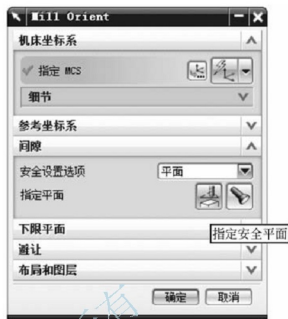 Mill Orient
机床坐标系
指定 MCS
细节
参考坐标系
间隙
安全设置选项
平面
指定平面
指定安全平面
下限平面
避让
布局和图层
确定
取消